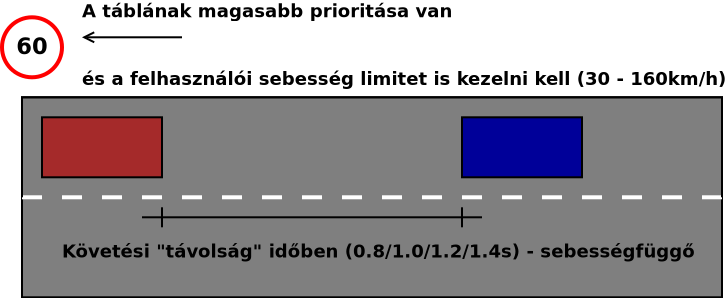 A táblának magasabb prioritása van
60
és a felhasználói sebesség limitet is kezelni kell (30 - 160km/h)
Követési "távolság" időben (0.8/1.0/1.2/1.4s) - sebességfüggő